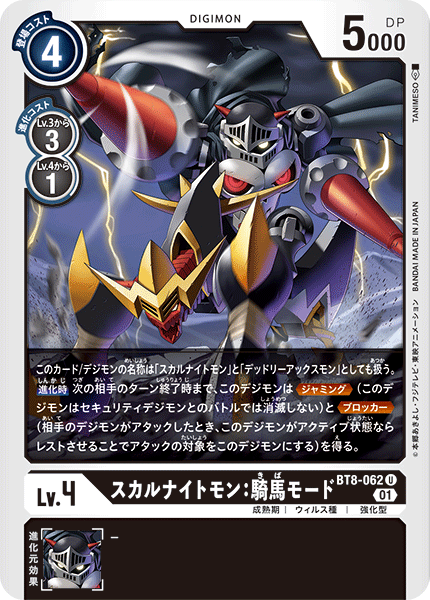 DIGIMON
登場コスト
4
DP
5000
進化コスト
Lv.3から
3
Lv.4から
1
TANIMESO
BANDAI MADE IN JAPAN
©本郷あきよし・フジテレビ・東映アニメーション
このカード/デジモンの名称は「スカルナイトモン」と「デッドリーアックスモン」としても扱う。
進化時 次の相手のターン終了時まで、このデジモンは ジャミング (このデ
ジモンはセキュリティデジモンとのバトルでは消滅しない)と ブロッカー
(相手のデジモンがアタックしたとき、このデジモンがアクティブ状態なら
レストさせることでアタックの対象をこのデジモンにする)を得る。
Lv.4
スカルナイトモン:騎馬モード
BT8-062 U
01
成熟期 | ウィルス種 | 強化型
進化元効果
-